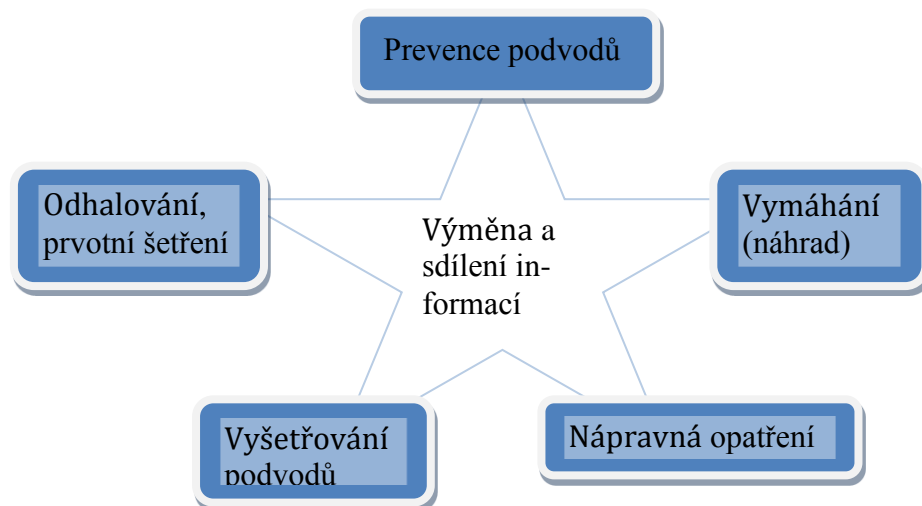 Prevence podvodů
Odhalování,
prvotní šetření
Výměna a
sdílení in-
formací
Vymáhání
(náhrad)
Vyšetřování
podvodů
Nápravná opatření